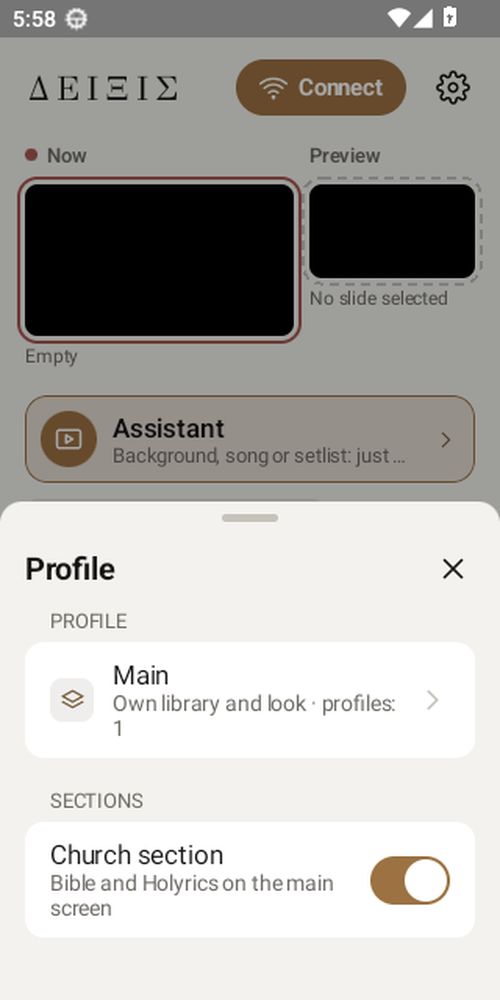 5:58
ΔΕΙΞΙΣ
Connect
Now
Preview
No slide selected
Empty
Assistant
Background, song or setlist: just ...
Profile
PROFILE
Main
Own library and look · profiles:
1
SECTIONS
Church section
Bible and Holyrics on the main
screen